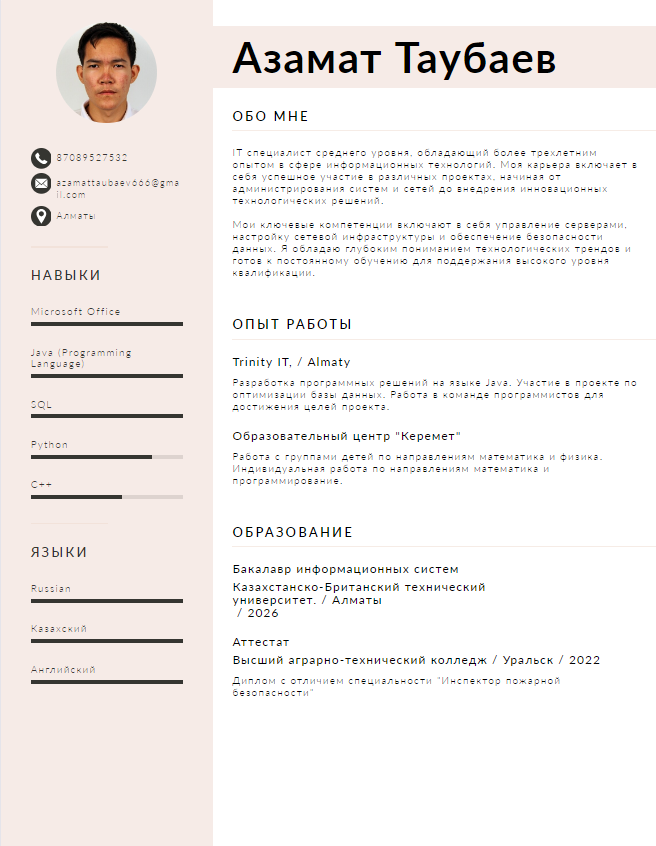 Азамат Таубаев
87089527532
azamattaubaev666@gma
il.com
Алматы
НАВЫКИ
Microsoft Office
Java (Programming
Language)
SQL
Python
C++
ЯЗЫКИ
Russian
Казахский
Английский
ОБО МНЕ
IT специалист среднего уровня, обладающий более трехлетним
опытом в сфере информационных технологий. Моя карьера включает в
себя успешное участие в различных проектах, начиная от
администрирования систем и сетей до внедрения инновационных
технологических решений.
Мои ключевые компетенции включают в себя управление серверами,
настройку сетевой инфраструктуры и обеспечение безопасности
данных. Я обладаю глубоким пониманием технологических трендов и
готов к постоянному обучению для поддержания высокого уровня
квалификации.
ОПЫТ РАБОТЫ
Trinity IT, / Almaty
Разработка программных решений на языке Java. Участие в проекте по
оптимизации базы данных. Работа в команде программистов для
достижения целей проекта.
Образовательный центр "Керемет"
Работа с группами детей по направлениям математика и физика.
Индивидуальная работа по направлениям математика и
программирование.
ОБРАЗОВАНИЕ
Бакалавр информационных систем
Казахстанско-Британский технический
университет. / Алматы
/ 2026
Аттестат
Высший аграрно-технический колледж / Уральск / 2022
Диплом с отличием специальности "Инспектор пожарной
безопасности"